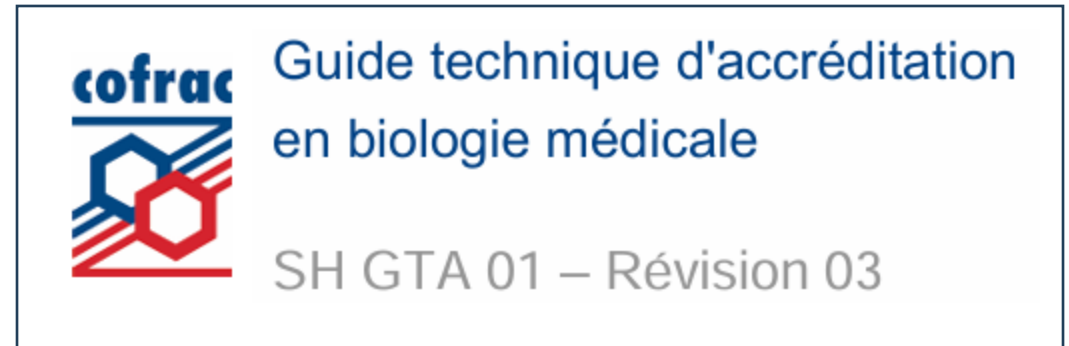 cofrac
Guide technique d'accréditation
en biologie médicale
SH GTA 01 – Révision 03